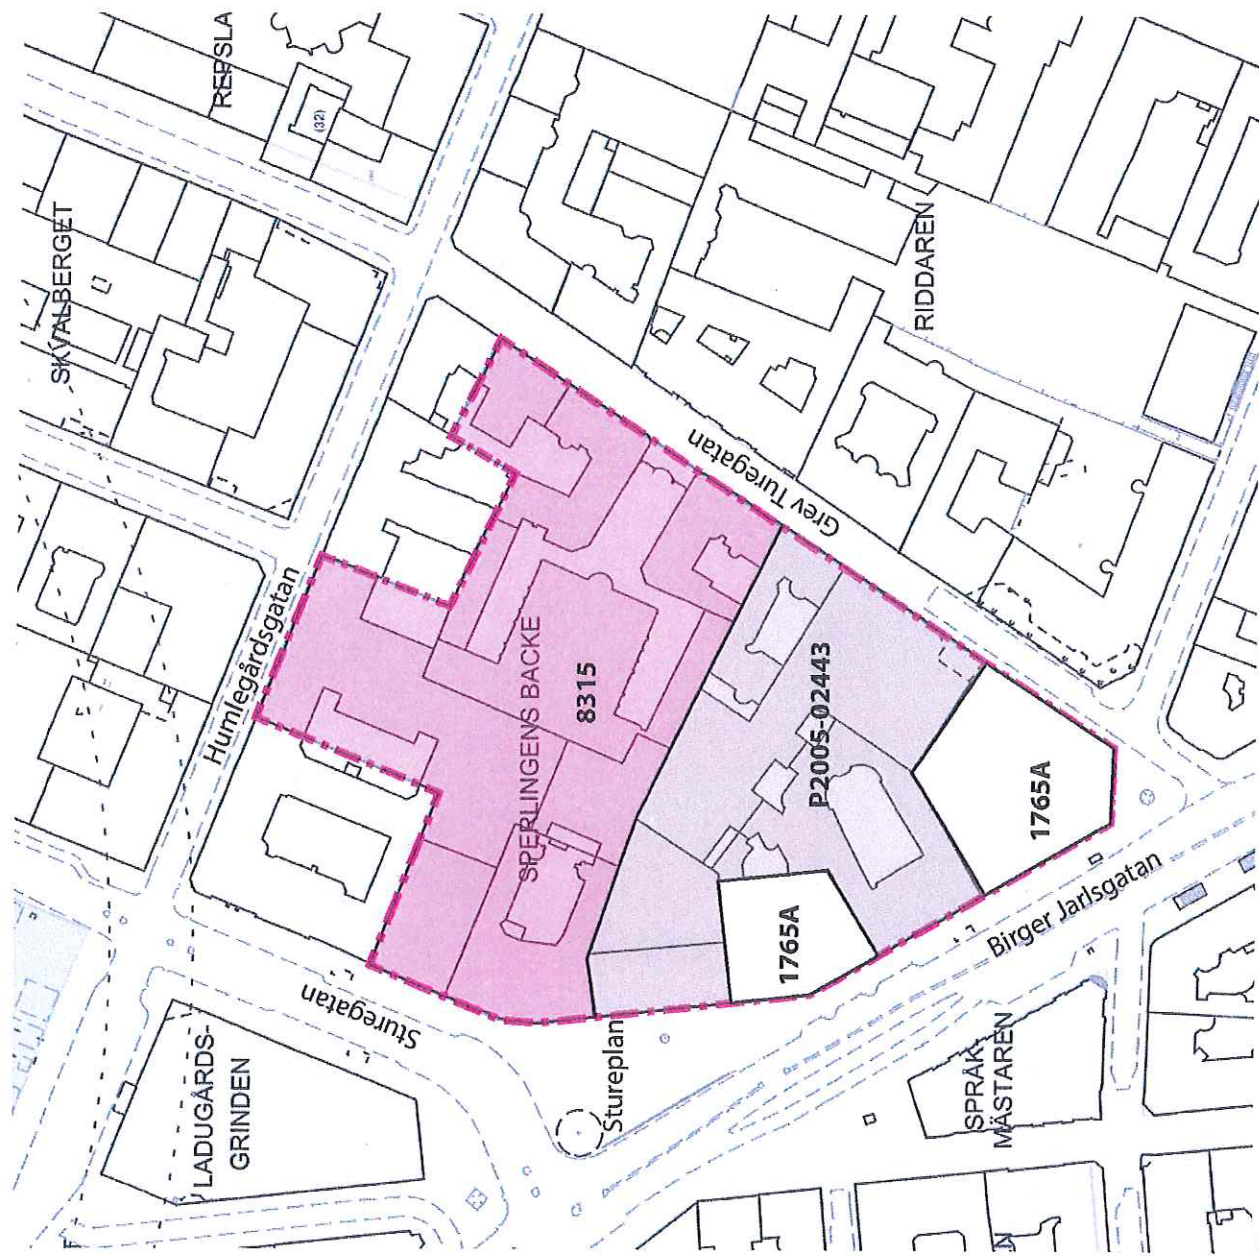 REPSLA
(32)
SKVALBERGET
RIDDAREN
Humlegårdsgatan
Grev Turegatan
SPERLINGENS BACKE
8315
P2005-02443
1765A
1765A
Birger Jarlsgatan
Sturegatan
Stureplan
LADUGÅRDS-
GRINDEN
SPRÅK-
MÄSTAREN
N